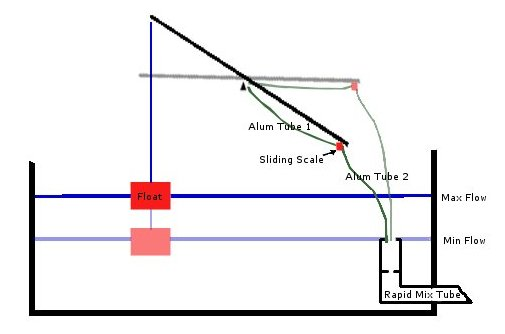 Alum Tube 1
Sliding Scale
Alum Tube 2
Float
Max Flow
Min Flow
Rapid Mix Tube